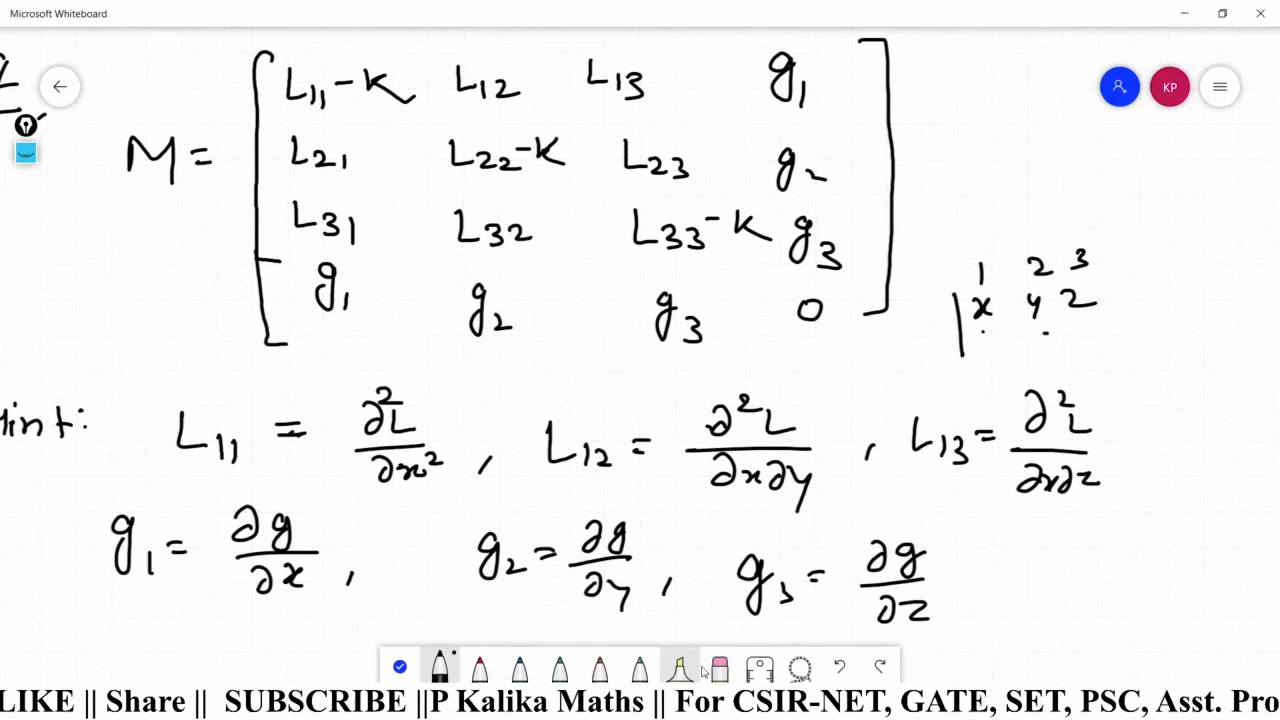 Microsoft Whiteboard
KP
M = [ L11-K L12 L13 g1
L21 L22-K L23 g2
L31 L32 L33-K g3
g1 g2 g3 0 ]
1 2 3
x y z
Hint: L11 = ∂²L/∂x², L12 = ∂²L/∂x∂y, L13 = ∂²L/∂x∂z
g1 = ∂g/∂x, g2 = ∂g/∂y, g3 = ∂g/∂z
LIKE || Share || SUBSCRIBE ||P Kalika Maths || For CSIR-NET, GATE, SET, PSC, Asst. Pro